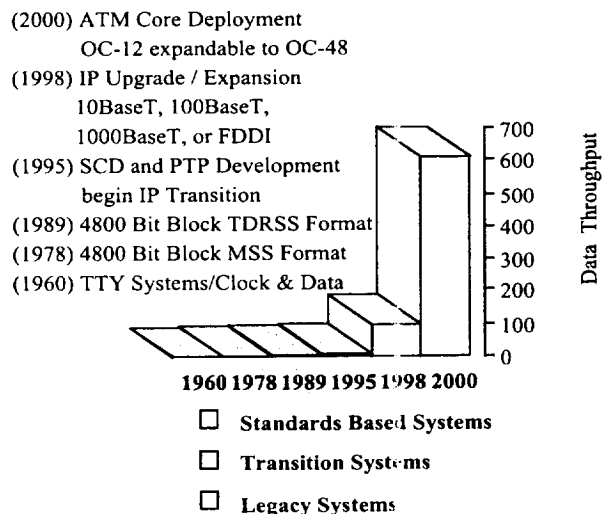 (2000) ATM Core Deployment
OC-12 expandable to OC-48
(1998) IP Upgrade / Expansion
10BaseT, 100BaseT,
1000BaseT, or FDDI
(1995) SCD and PTP Development
begin IP Transition
(1989) 4800 Bit Block TDRSS Format
(1978) 4800 Bit Block MSS Format
(1960) TTY Systems/Clock & Data
700
600
500
400
300
200
100
0
Data Throughput
1960 1978 1989 1995 1998 2000
Standards Based Systems
Transition Systems
Legacy Systems